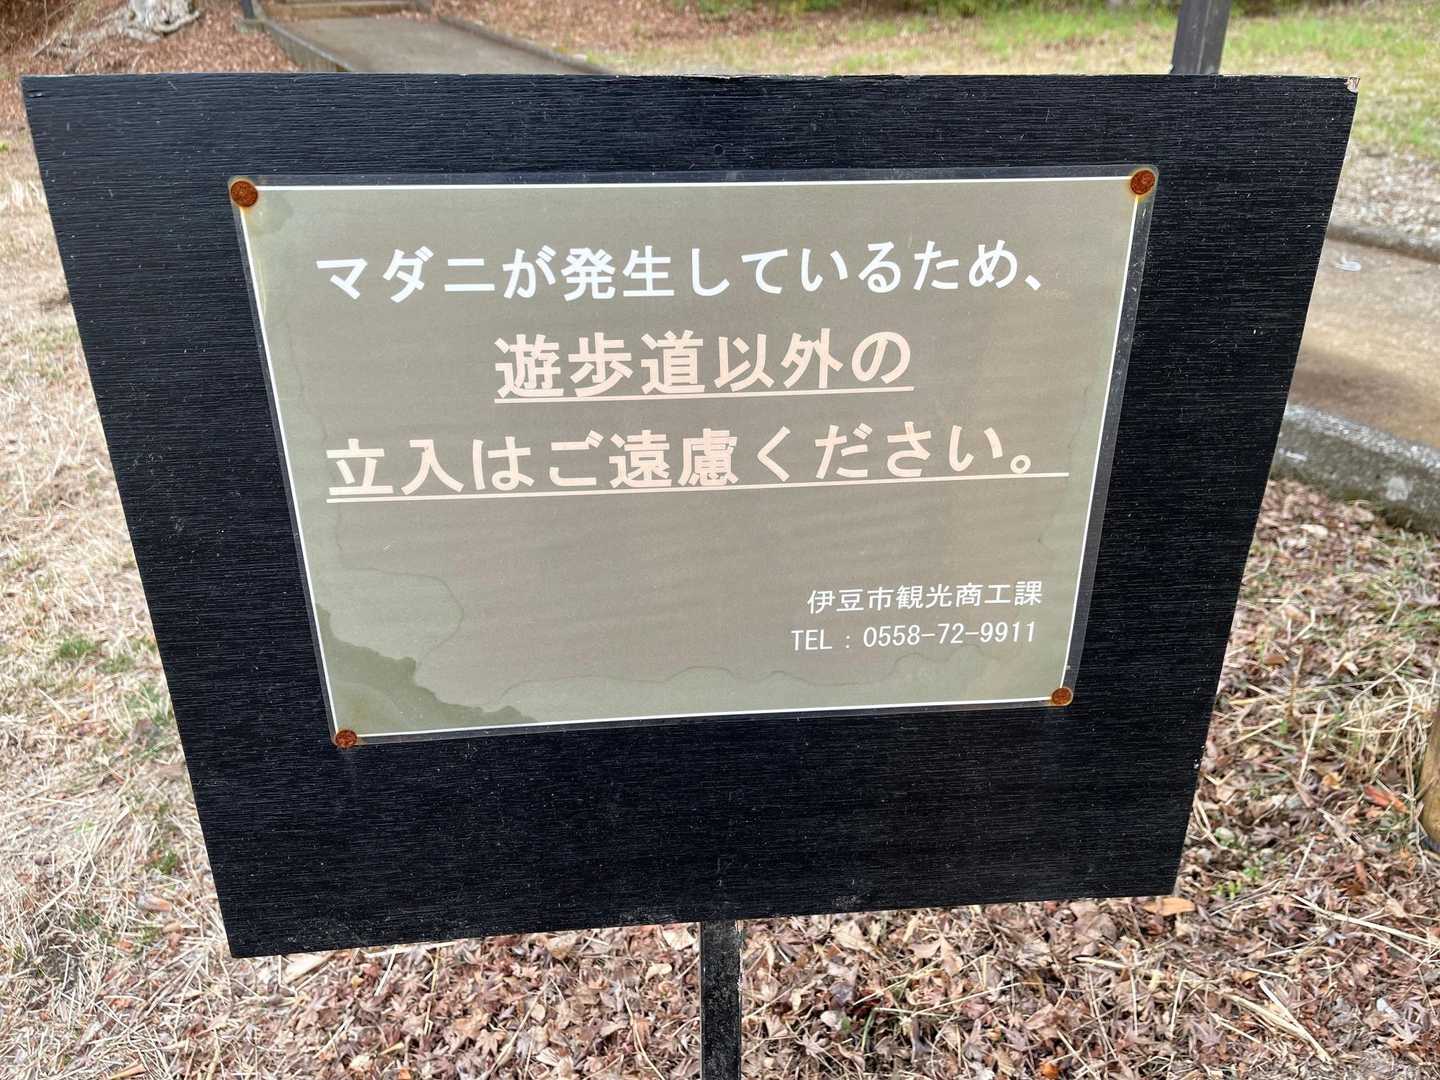 マダニが発生しているため、
遊歩道以外の
立入はご遠慮ください。
伊豆市観光商工課
TEL：0558-72-9911